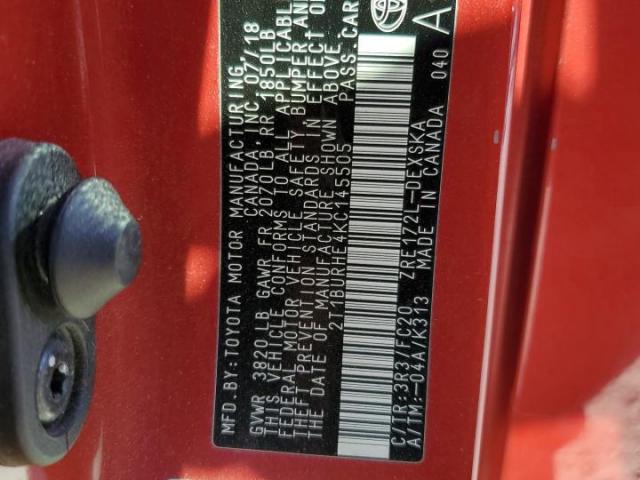 MFD. BY: TOYOTA MOTOR MANUFACTURING
CANADA INC. 07/18
GVWR 3820 LB GAWR FR 2070 LB RR 1850LB
THIS VEHICLE CONFORMS TO ALL APPLICABL
FEDERAL MOTOR VEHICLE SAFETY, BUMPER AND
THEFT PREVENTION STANDARDS IN EFFECT ON
THE DATE OF MANUFACTURE SHOWN ABOVE.
2T1BURHE4KC145505 PASS. CAR
C/TR: 3R3/FC20 ZRE172L-DEXSKA 040 A
A/TM: -04A/K313 MADE IN CANADA